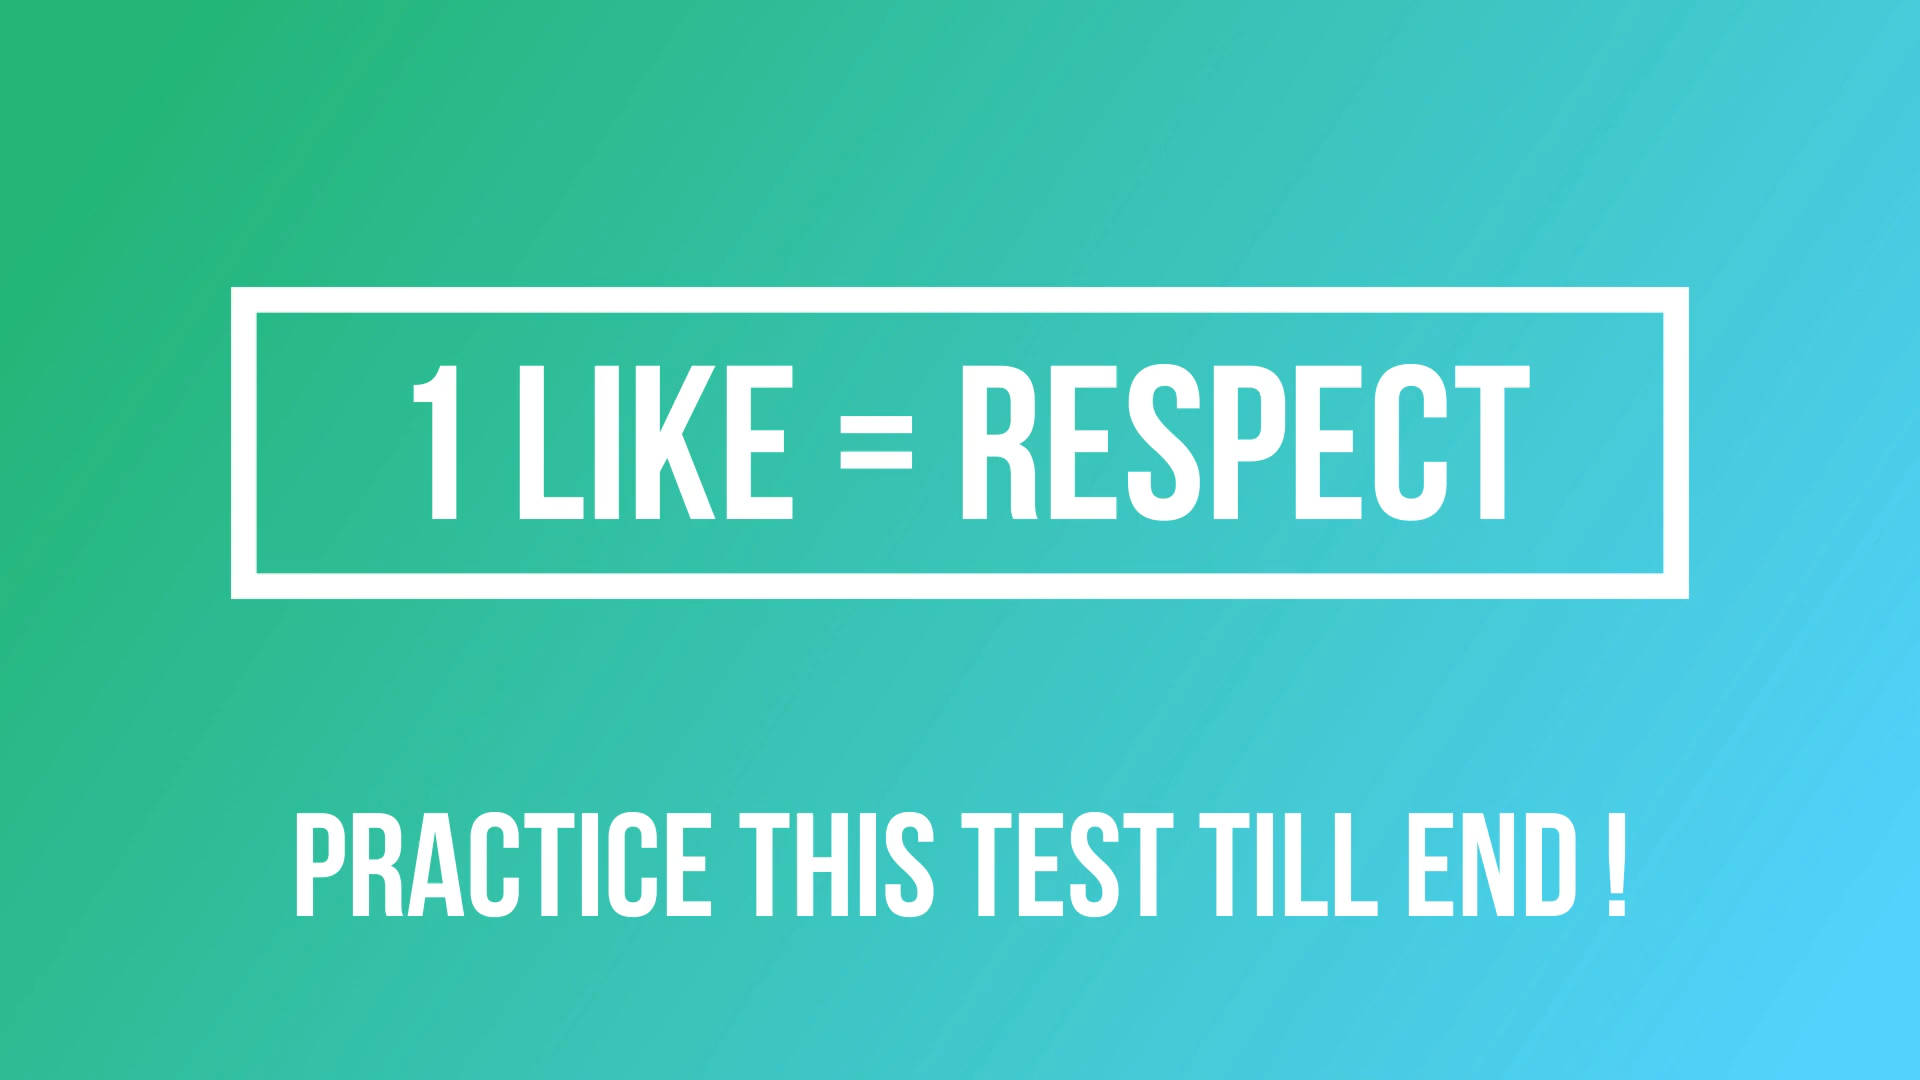 1 LIKE = RESPECT
PRACTICE THIS TEST TILL END !